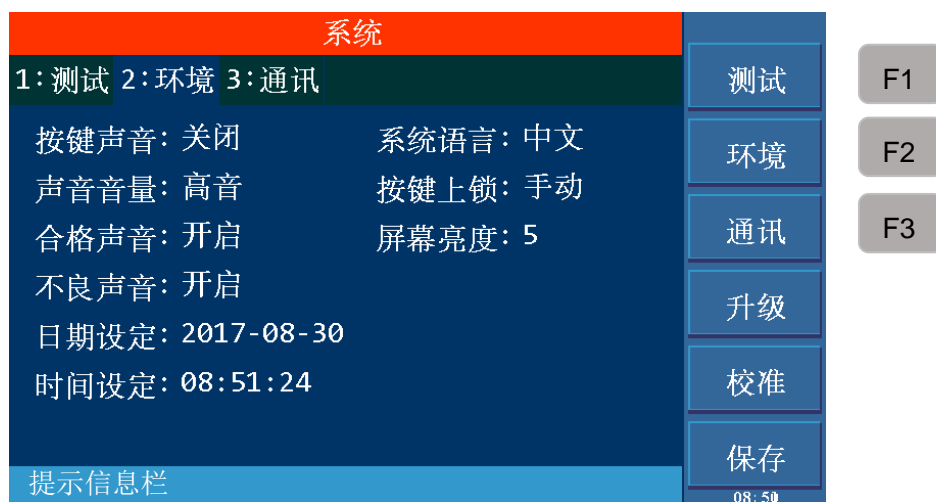 系统
1:测试 2:环境 3:通讯
按键声音: 关闭 系统语言: 中文
声音音量: 高音 按键上锁: 手动
合格声音: 开启 屏幕亮度: 5
不良声音: 开启
日期设定: 2017-08-30
时间设定: 08:51:24
提示信息栏
测试 F1
环境 F2
通讯 F3
升级
校准
保存
08:50